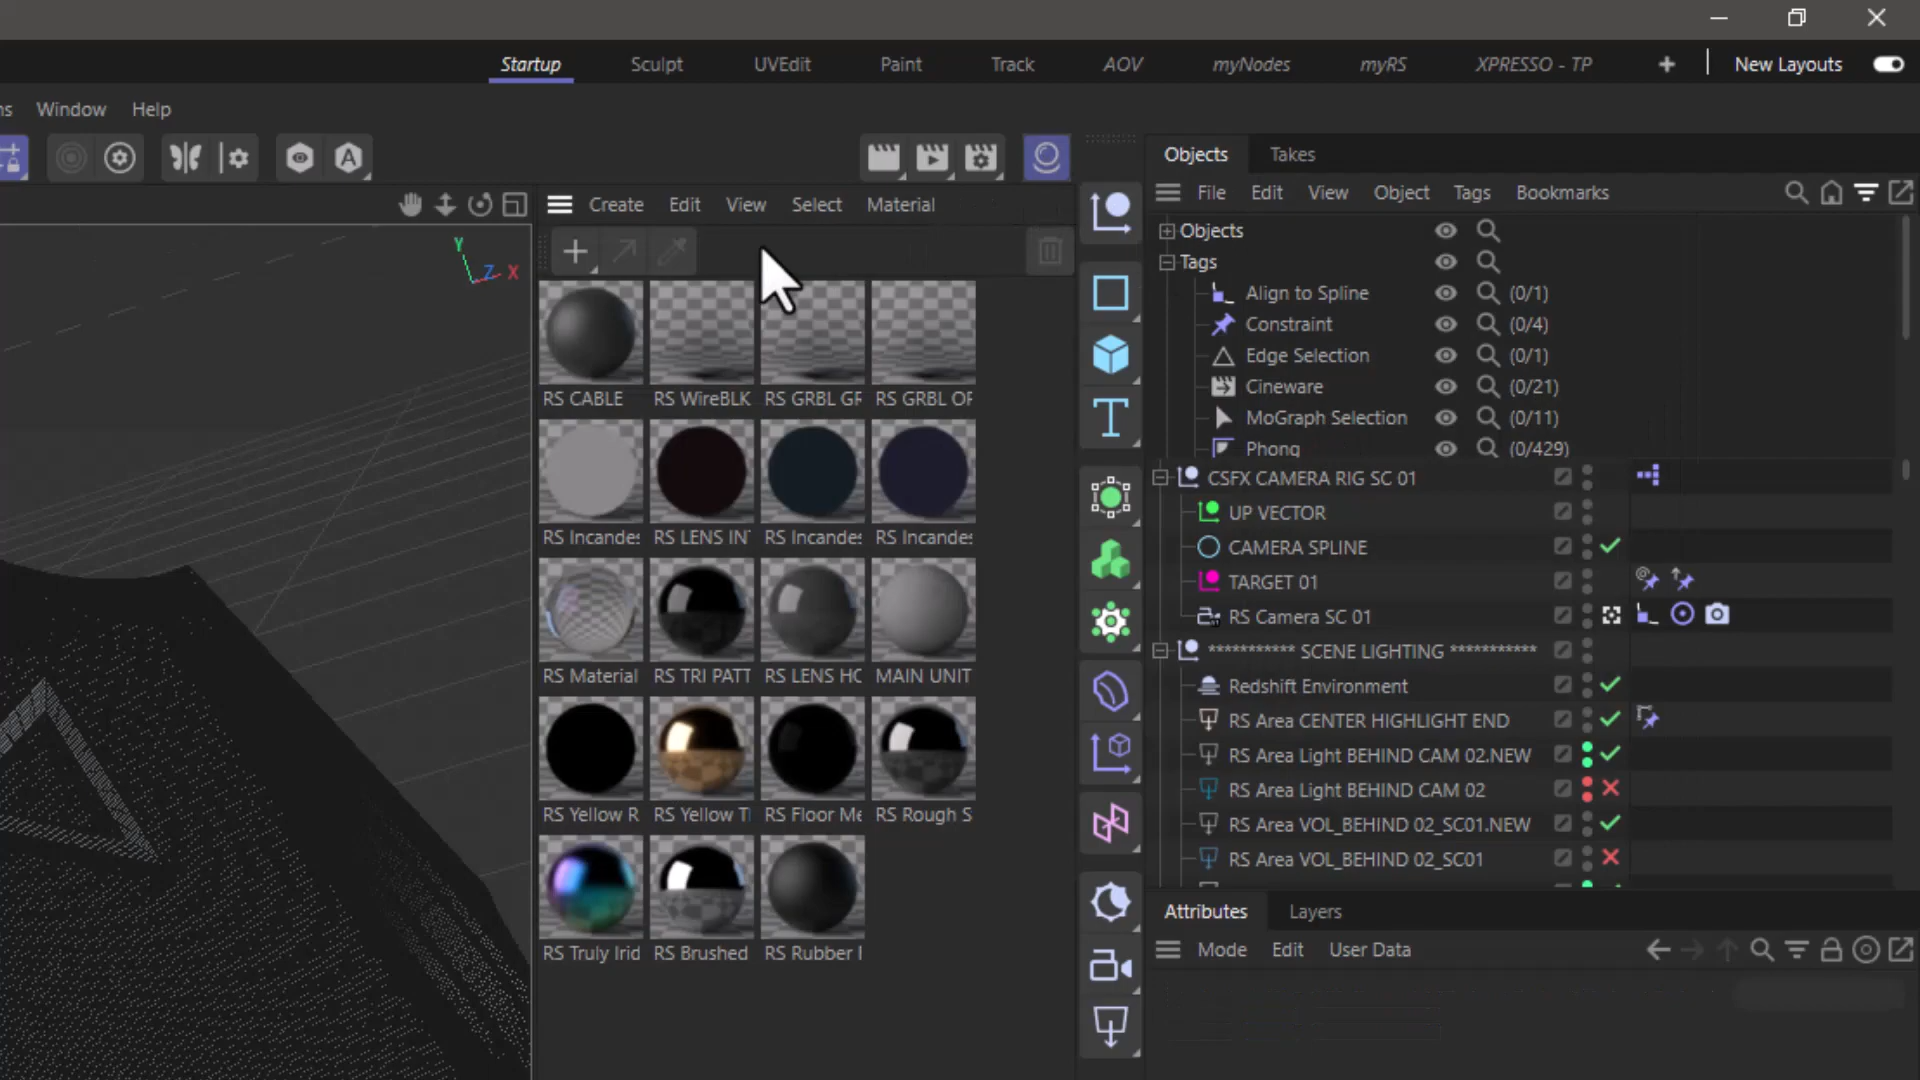 Startup Sculpt UVEdit Paint Track AOV myNodes myRS XPRESSO - TP + New Layouts
ns Window Help
Objects Takes
File Edit View Object Tags Bookmarks
Create Edit View Select Material
Y Z X
Objects
Tags
Align to Spline (0/1)
Constraint (0/4)
Edge Selection (0/1)
Cineware (0/21)
MoGraph Selection (0/11)
Phong (0/429)
RS CABLE RS WireBLK RS GRBL GR RS GRBL OF
RS Incandes RS LENS IN RS Incandes RS Incandes
RS Material RS TRI PATT RS LENS HO MAIN UNIT
RS Yellow R RS Yellow T RS Floor Me RS Rough S
RS Truly Irid RS Brushed RS Rubber
CSFX CAMERA RIG SC 01
UP VECTOR
CAMERA SPLINE
TARGET 01
RS Camera SC 01
*********** SCENE LIGHTING ***********
Redshift Environment
RS Area CENTER HIGHLIGHT END
RS Area Light BEHIND CAM 02.NEW
RS Area Light BEHIND CAM 02
RS Area VOL_BEHIND 02_SC01.NEW
RS Area VOL_BEHIND 02_SC01
Attributes Layers
Mode Edit User Data